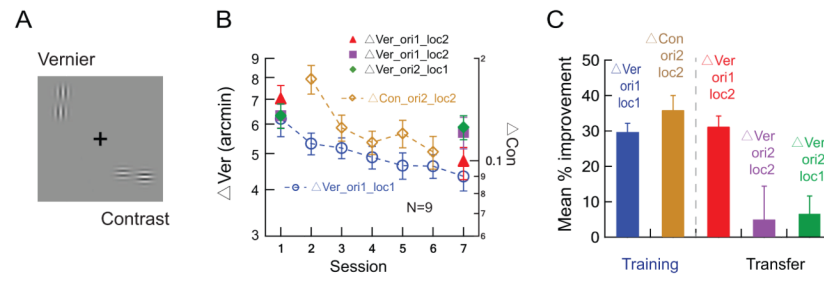 A
Vernier
Contrast
B
△Ver_ori1_loc2
△Ver_ori1_loc2
△Ver_ori2_loc1
△Con_ori2_loc2
△Ver_ori1_loc1
N=9
△Ver (arcmin)
9
8
7
6
5
4
3
2
0.1
9
8
7
6
△Con
1
2
3
4
5
6
7
Session
C
Mean % improvement
50
40
30
20
10
0
△Ver
ori1
loc1
△Con
ori2
loc2
△Ver
ori1
loc2
△Ver
ori2
loc2
△Ver
ori2
loc1
Training
Transfer